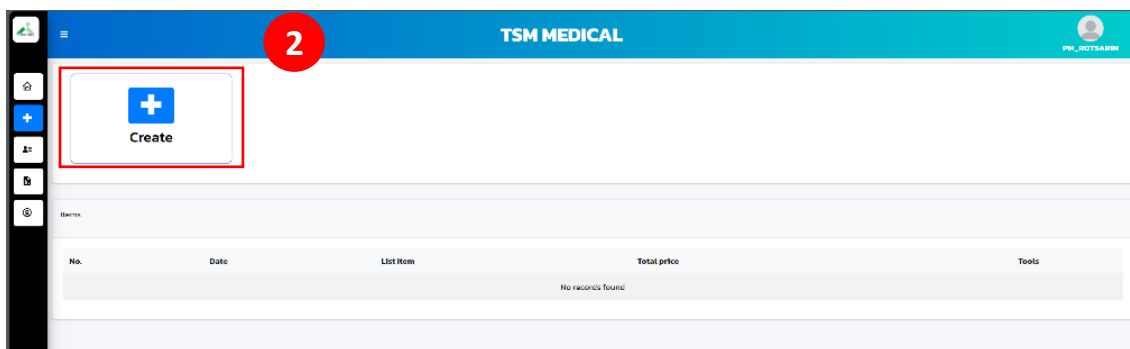 2
TSM MEDICAL
PM_ROTSARIN
Create
Items
No. Date List Item Total price Tools
No records found